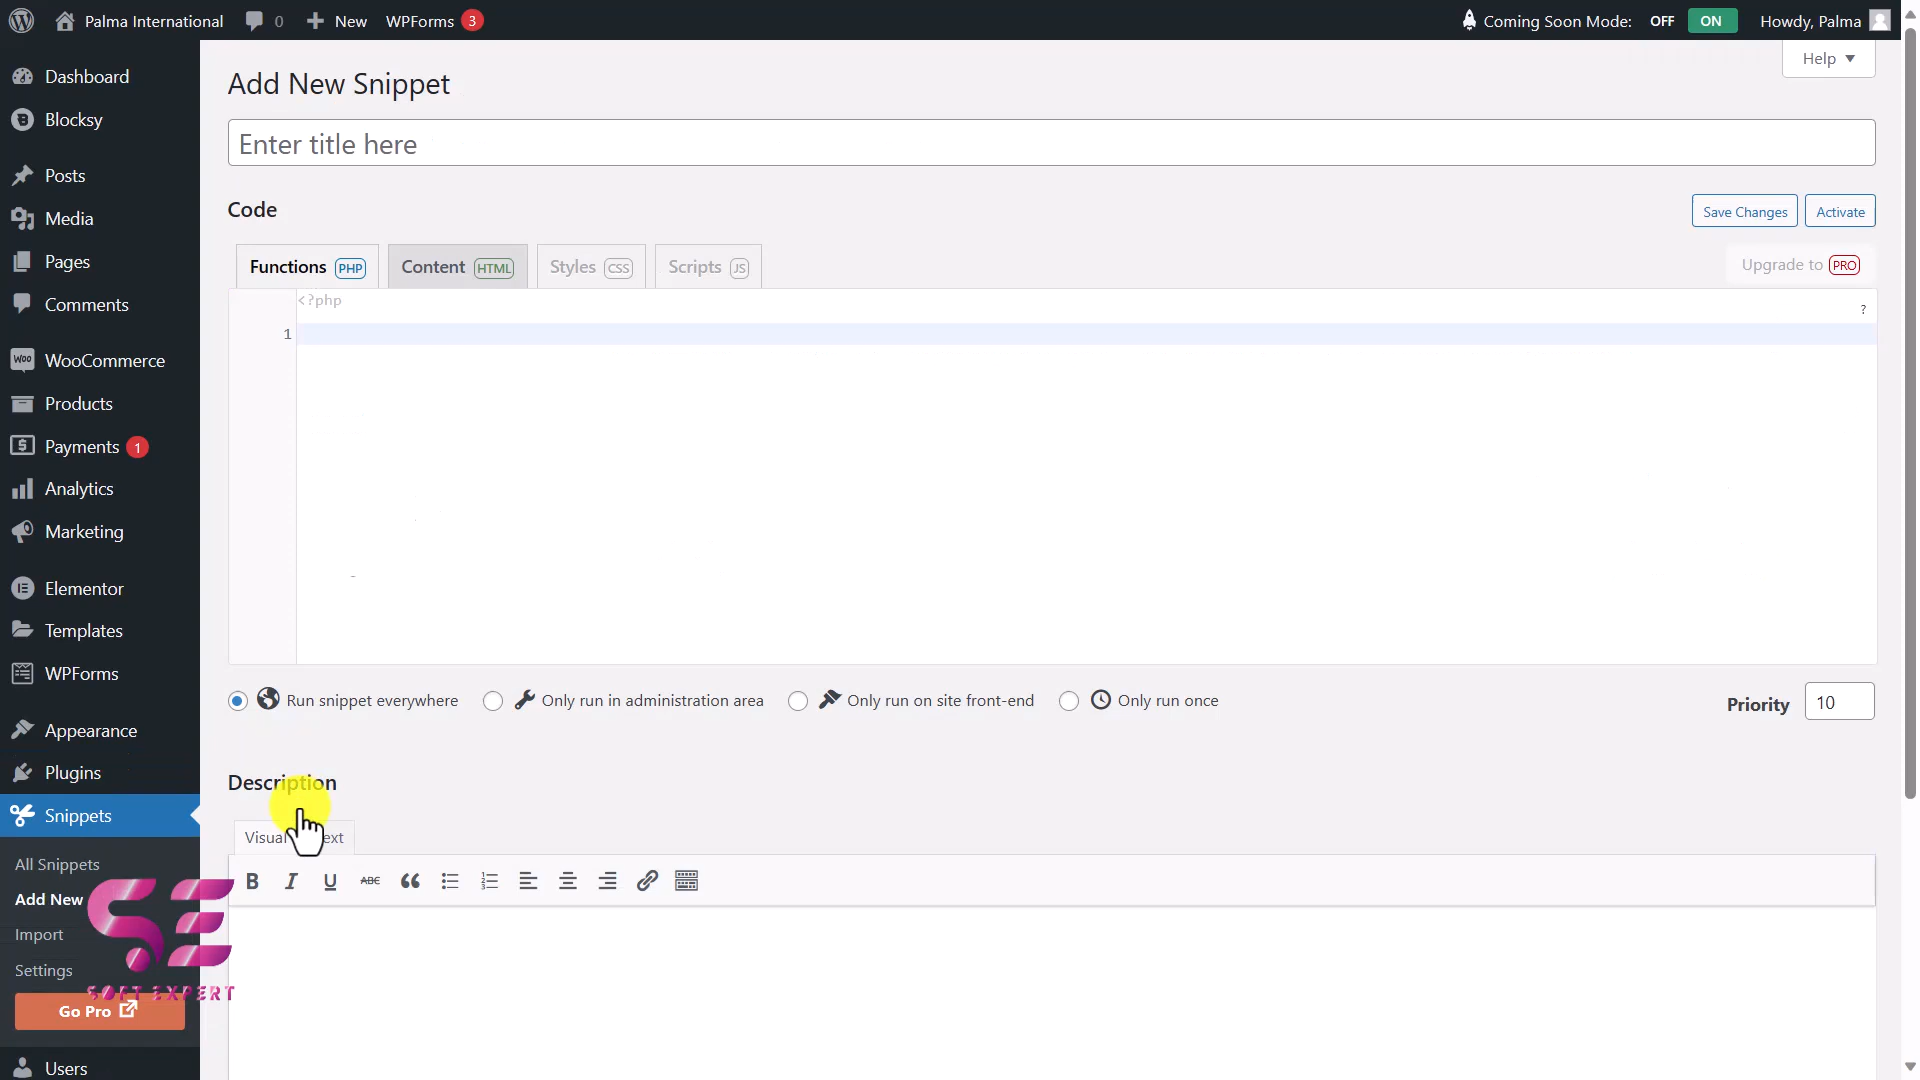 Palma International 0 New WPForms 3 Coming Soon Mode: OFF ON Howdy, Palma
Help
Dashboard
Blocksy
Posts
Media
Pages
Comments
WooCommerce
Products
Payments 1
Analytics
Marketing
Elementor
Templates
WPForms
Appearance
Plugins
Snippets
All Snippets
Add New
Import
Settings
Go Pro
Users
SOFT EXPERT
Add New Snippet
Enter title here
Code
Save Changes Activate
Functions PHP Content HTML Styles CSS Scripts JS Upgrade to PRO
<?php ?
1
Run snippet everywhere Only run in administration area Only run on site front-end Only run once Priority 10
Description
Visual
B I U ABC